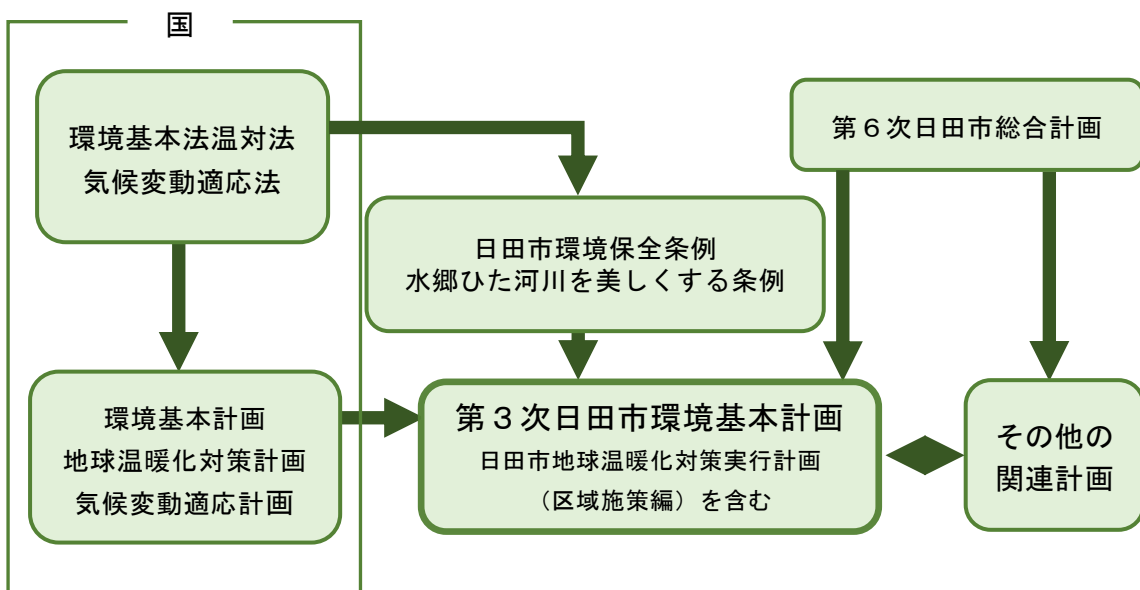 国
環境基本法温対法
気候変動適応法
第６次日田市総合計画
日田市環境保全条例
水郷ひた河川を美しくする条例
環境基本計画
地球温暖化対策計画
気候変動適応計画
第３次日田市環境基本計画
日田市地球温暖化対策実行計画
（区域施策編）を含む
その他の
関連計画